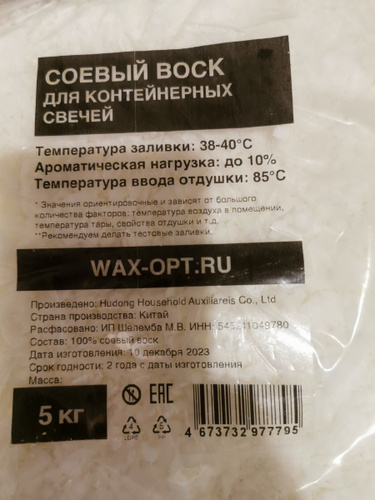 СОЕВЫЙ ВОСК
ДЛЯ КОНТЕЙНЕРНЫХ
СВЕЧЕЙ
Температура заливки: 38-40°C
Ароматическая нагрузка: до 10%
Температура ввода отдушки: 85°C
* Значения ориентировочные и зависят от большого
количества факторов: температура воздуха в помещении,
температура тары, свойства отдушки и т.д.
**Рекомендуем делать тестовые заливки.
WAX-OPT.RU
Произведено: Hudong Household Auxiliareis Co., Ltd
Страна производства: Китай
Расфасовано: ИП Шелемба М.В. ИНН:
Состав: 100% соевый воск
Дата изготовления: 10 декабря 2023
Срок годности: 2 года с даты изготовления
Масса:
5 КГ
EAC
4 673732 977795